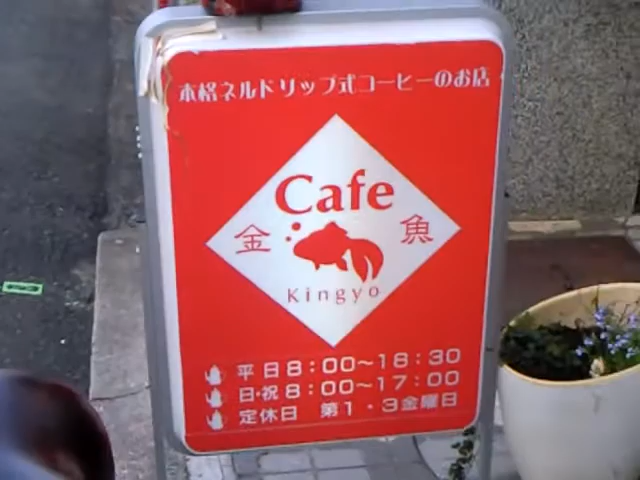 本格ネルドリップ式コーヒーのお店
Cafe
金魚
Kingyo
平日8:00〜18:30
日・祝8:00〜17:00
定休日 第1・3金曜日